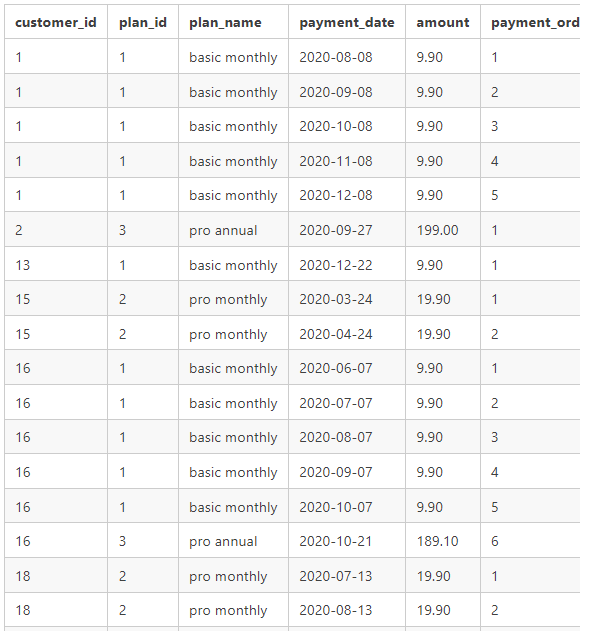 customer_id plan_id plan_name payment_date amount payment_ord
1 1 basic monthly 2020-08-08 9.90 1
1 1 basic monthly 2020-09-08 9.90 2
1 1 basic monthly 2020-10-08 9.90 3
1 1 basic monthly 2020-11-08 9.90 4
1 1 basic monthly 2020-12-08 9.90 5
2 3 pro annual 2020-09-27 199.00 1
13 1 basic monthly 2020-12-22 9.90 1
15 2 pro monthly 2020-03-24 19.90 1
15 2 pro monthly 2020-04-24 19.90 2
16 1 basic monthly 2020-06-07 9.90 1
16 1 basic monthly 2020-07-07 9.90 2
16 1 basic monthly 2020-08-07 9.90 3
16 1 basic monthly 2020-09-07 9.90 4
16 1 basic monthly 2020-10-07 9.90 5
16 3 pro annual 2020-10-21 189.10 6
18 2 pro monthly 2020-07-13 19.90 1
18 2 pro monthly 2020-08-13 19.90 2